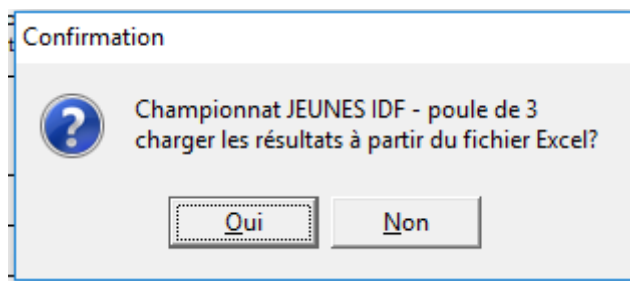 Confirmation
Championnat JEUNES IDF - poule de 3
charger les résultats à partir du fichier Excel?
Oui
Non